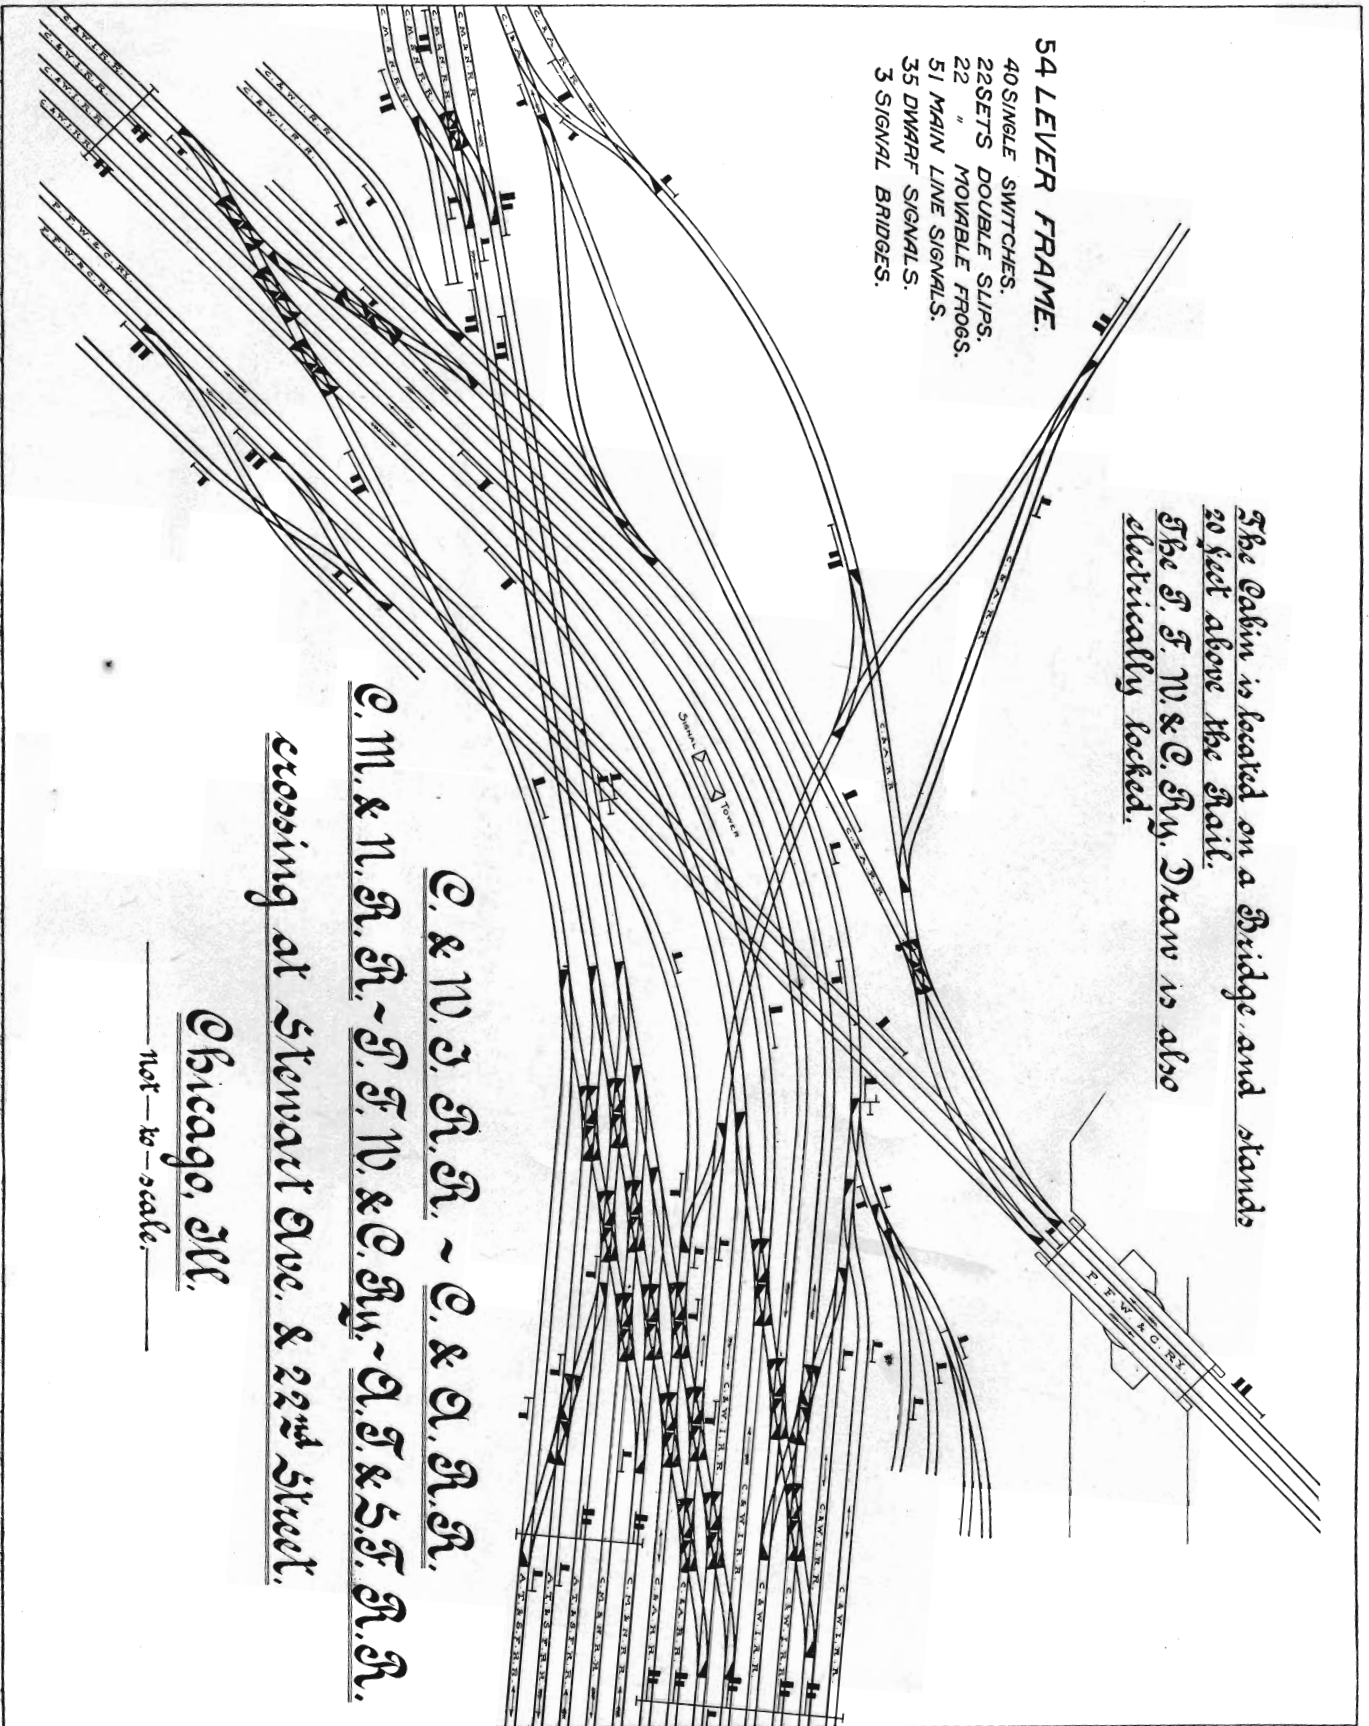 54 LEVER FRAME.
40 SINGLE SWITCHES.
22 SETS DOUBLE SLIPS.
22 " MOVABLE FROGS.
51 MAIN LINE SIGNALS.
35 DWARF SIGNALS.
3 SIGNAL BRIDGES.
The Cabin is located on a Bridge, and stands
20 feet above the Rail.
The P. F. W. & C. Ry. Draw is also
electrically locked.
C. & W. I. R. R. ~ C. & A. R. R.
C. M. & N. R. R. ~ P. F. W. & C. Ry. ~ A. T. & S. F. R. R.
crossing at Stewart Ave. & 22nd Street.
Chicago, Ill.
Not to scale.
SIGNAL TOWER
C. & W. I. R. R.
C. & W. I. R. R.
C. & W. I. R. R.
C. & W. I. R. R.
C. & W. I. R. R.
C. & W. I. R. R.
P. F. W. & C. RY.
P. F. W. & C. RY.
C. M. & N. R. R.
C. M. & N. R. R.
C. M. & N. R. R.
C. M. & N. R. R.
C. & A. R. R.
C. & A. R. R.
C. & A. R. R.
C. & A. R. R.
P. F. W. & C. RY.
C. & W. I. R. R.
C. & W. I. R. R.
C. & W. I. R. R.
C. & W. I. R. R.
C. & W. I. R. R.
C. & W. I. R. R.
C. & A. R. R.
C. & A. R. R.
C. M. & N. R. R.
C. M. & N. R. R.
A. T. & S. F. R. R.
A. T. & S. F. R. R.
A. T. & S. F. R. R.